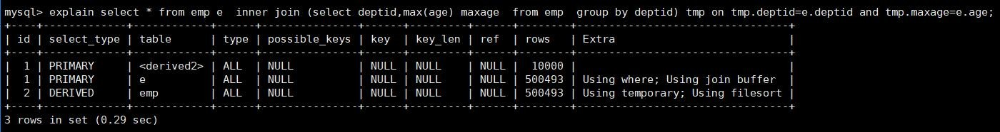 mysql> explain select * from emp e  inner join (select deptid,max(age) maxage  from emp  group by deptid) tmp on tmp.deptid=e.deptid and tmp.maxage=e.age;
+----+-------------+------------+------+---------------+------+---------+------+--------+---------------------------------+
| id | select_type | table      | type | possible_keys | key  | key_len | ref  | rows   | Extra                           |
+----+-------------+------------+------+---------------+------+---------+------+--------+---------------------------------+
|  1 | PRIMARY     | <derived2> | ALL  | NULL          | NULL | NULL    | NULL |  10000 |                                 |
|  1 | PRIMARY     | e          | ALL  | NULL          | NULL | NULL    | NULL | 500493 | Using where; Using join buffer  |
|  2 | DERIVED     | emp        | ALL  | NULL          | NULL | NULL    | NULL | 500493 | Using temporary; Using filesort |
+----+-------------+------------+------+---------------+------+---------+------+--------+---------------------------------+
3 rows in set (0.29 sec)